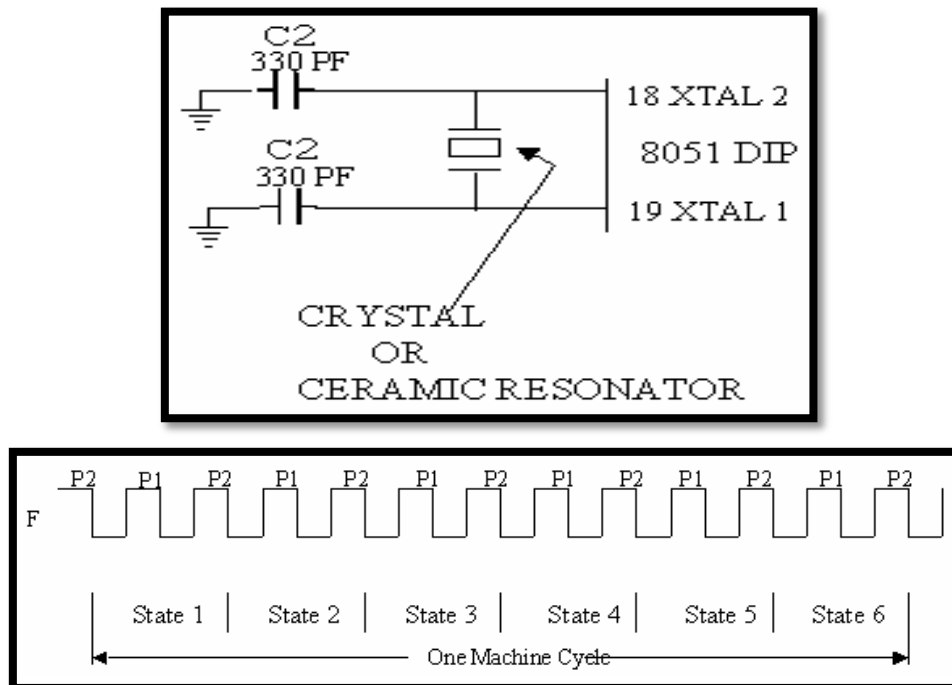 C2
330 PF
18 XTAL 2
8051 DIP
C2
330 PF
19 XTAL 1
CRYSTAL
OR
CERAMIC RESONATOR
P2 P1 P2 P1 P2 P1 P2 P1 P2 P1 P2 P1 P2
F
State 1 State 2 State 3 State 4 State 5 State 6
One Machine Cycle